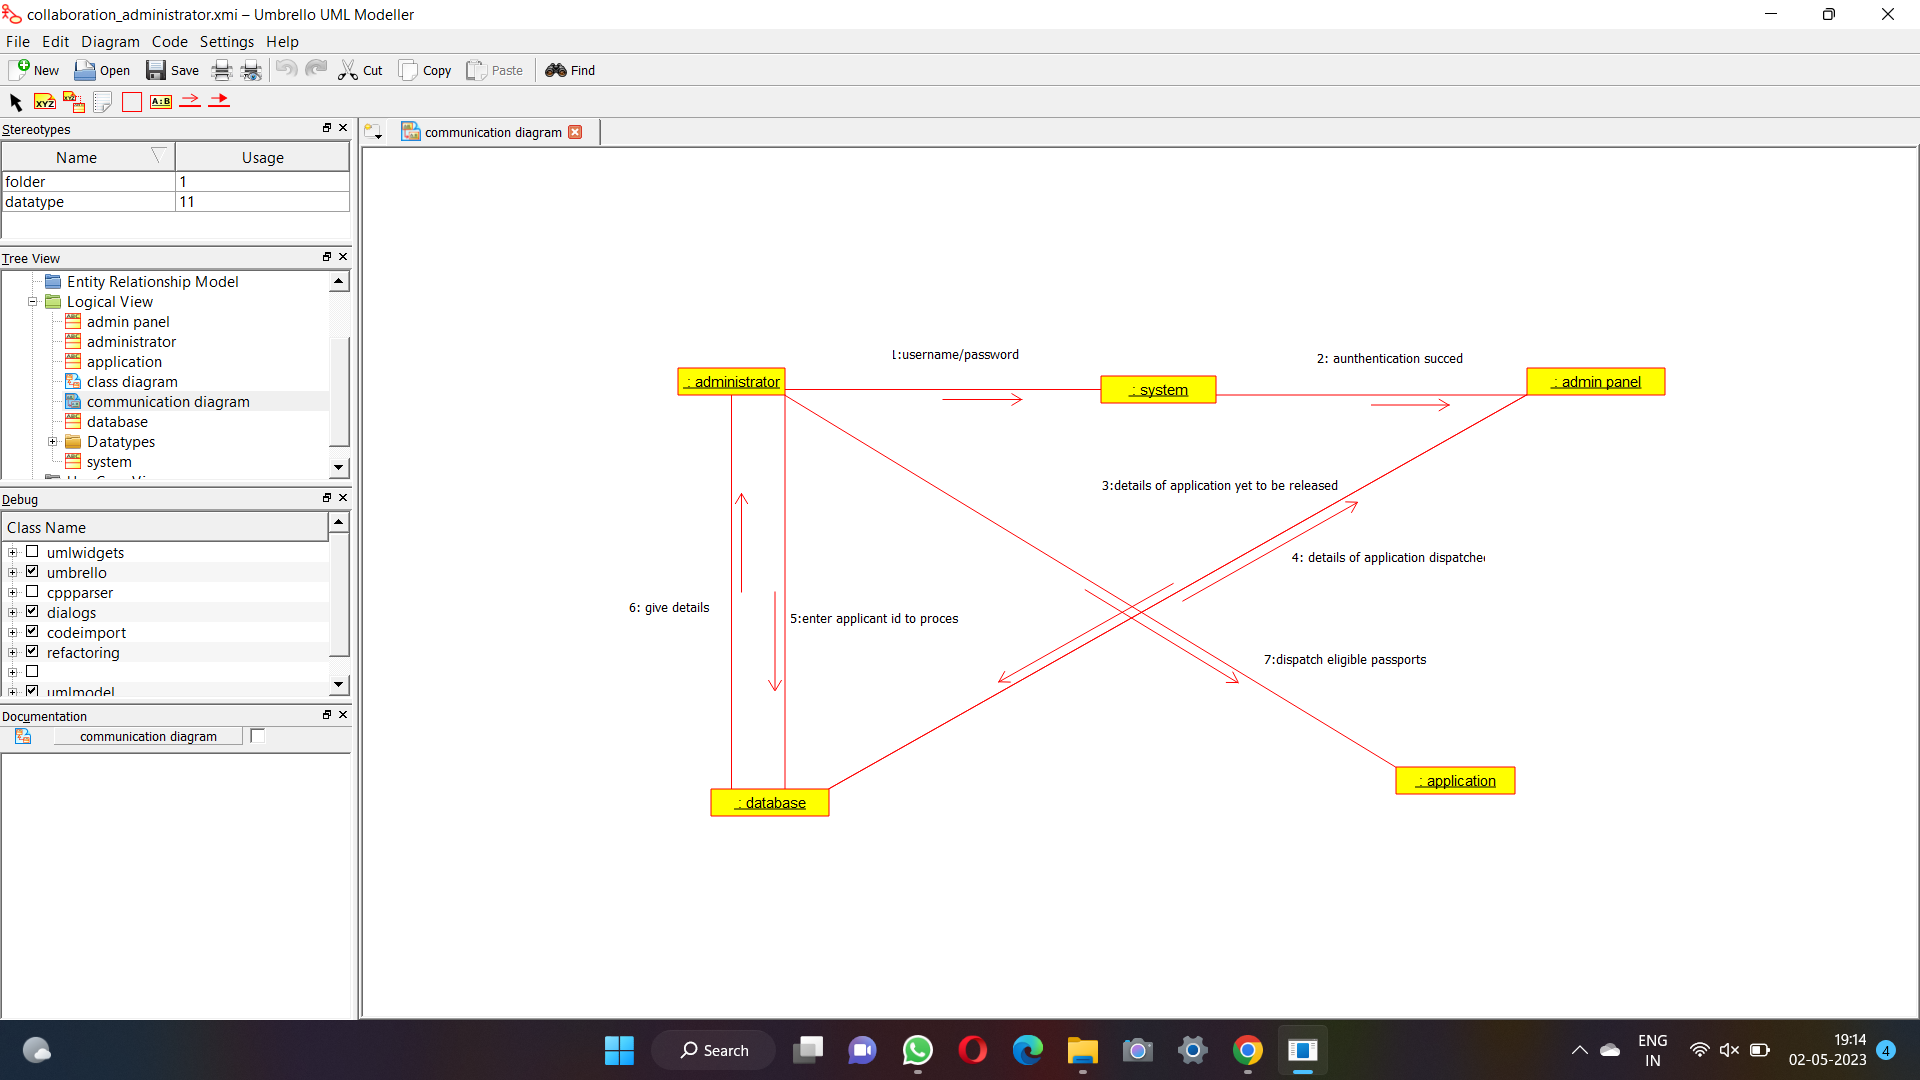 collaboration_administrator.xmi – Umbrello UML Modeller
File Edit Diagram Code Settings Help
New Open Save Cut Copy Paste Find
XYZ A:B
Stereotypes
Name Usage
folder 1
datatype 11
Tree View
Entity Relationship Model
Logical View
admin panel
administrator
application
class diagram
communication diagram
database
Datatypes
system
Debug
Class Name
umlwidgets
umbrello
cppparser
dialogs
codeimport
refactoring
umlmodel
Documentation
communication diagram
communication diagram
1:username/password
2: aunthentication succed
: administrator
: system
: admin panel
3:details of application yet to be released
4: details of application dispatche
6: give details
5:enter applicant id to proces
7:dispatch eligible passports
: application
: database
Search
ENG
IN
19:14
02-05-2023
4